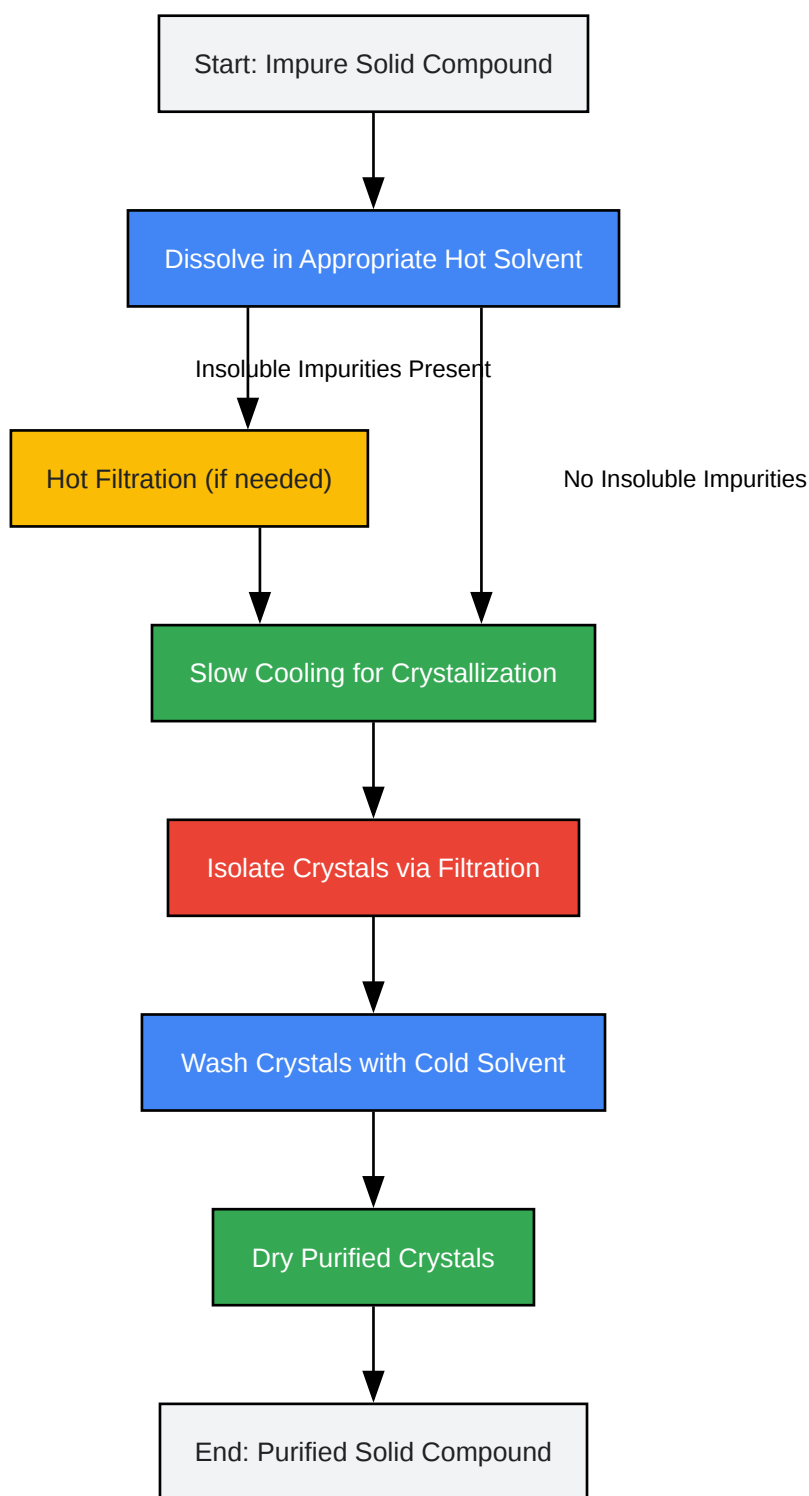 Start: Impure Solid Compound
Dissolve in Appropriate Hot Solvent
Insoluble Impurities Present
Hot Filtration (if needed)
No Insoluble Impurities
Slow Cooling for Crystallization
Isolate Crystals via Filtration
Wash Crystals with Cold Solvent
Dry Purified Crystals
End: Purified Solid Compound